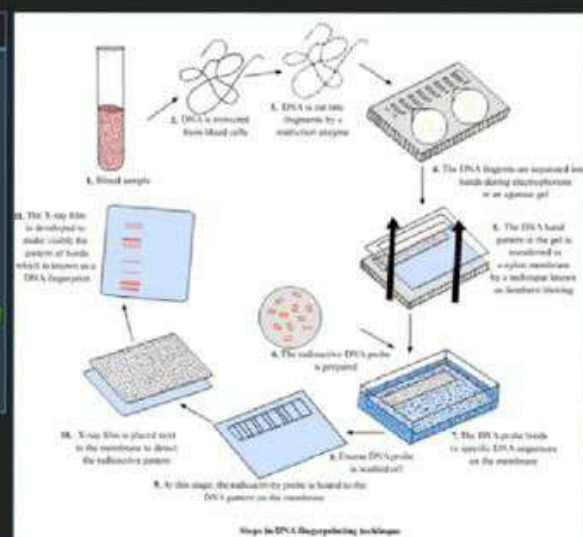 1. Blood sample
2. DNA is extracted
from blood cells
3. DNA is cut into
fragments by a
restriction enzyme
4. The DNA are separated into
bands during electrophoresis
in an agarose gel
5. The DNA band
pattern in the gel is
transferred to
a nylon membrane
by a technique known
as Southern blotting
6. The radioactive DNA probe
is prepared
7. The DNA probe binds
to specific DNA sequences
on the membrane
8. Excess DNA probe
is washed off
9. At this stage, the radioactive probe is bound to the
DNA pattern on the membrane
10. X-ray film is placed next
to the membrane to detect
the radioactive pattern
11. The X-ray film
is developed to
make visible the
pattern of bands
which is known as a
DNA fingerprint
Steps in DNA fingerprinting technique